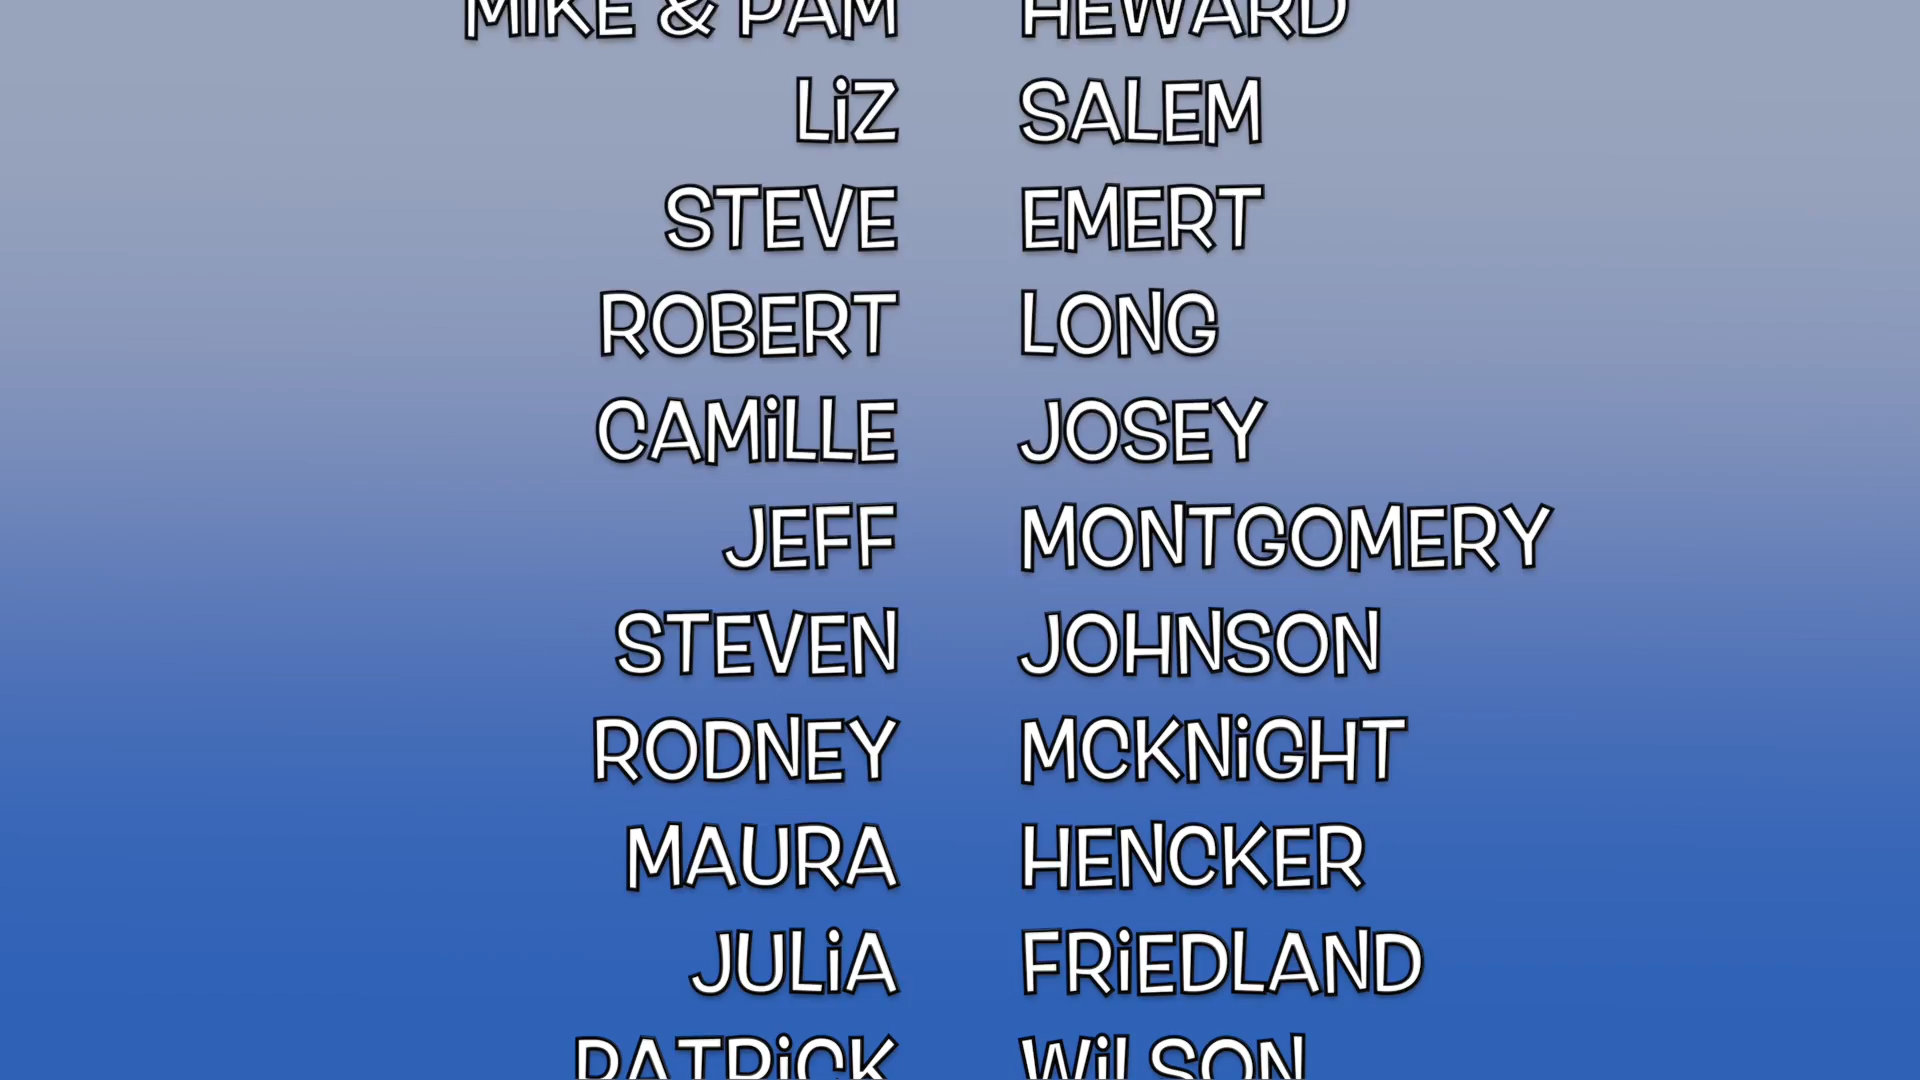 MiKE & PAM HEWARD
LiZ SALEM
STEVE EMERT
ROBERT LONG
CAMiLLE JOSEY
JEFF MONTGOMERY
STEVEN JOHNSON
RODNEY MCKNiGHT
MAURA HENCKER
JULiA FRiEDLAND
PATRiCK WiLSON